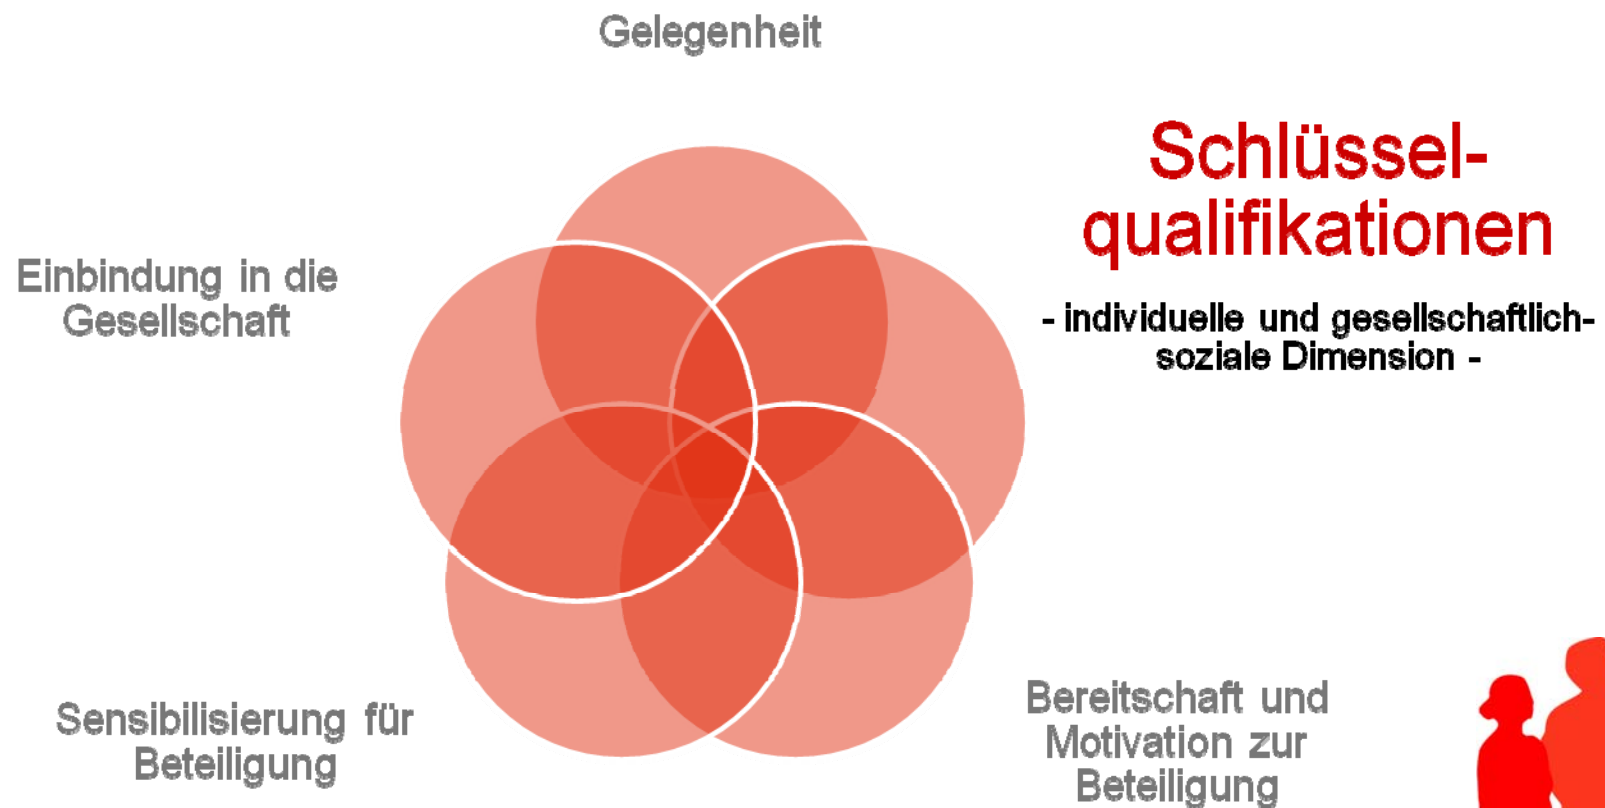 Gelegenheit
Schlüssel-
qualifikationen
- individuelle und gesellschaftlich-
soziale Dimension -
Einbindung in die
Gesellschaft
Sensibilisierung für
Beteiligung
Bereitschaft und
Motivation zur
Beteiligung